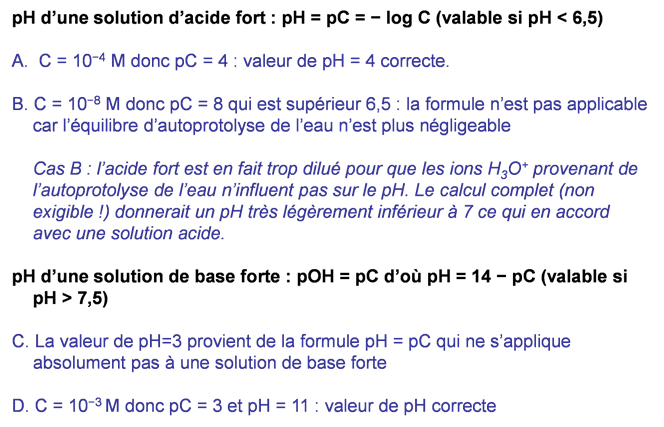 pH d’une solution d’acide fort : pH = pC = − log C (valable si pH < 6,5)
A. C = 10⁻⁴ M donc pC = 4 : valeur de pH = 4 correcte.
B. C = 10⁻⁸ M donc pC = 8 qui est supérieur 6,5 : la formule n’est pas applicable
car l’équilibre d’autoprotolyse de l’eau n’est plus négligeable
Cas B : l’acide fort est en fait trop dilué pour que les ions H₃O⁺ provenant de
l’autoprotolyse de l’eau n’influent pas sur le pH. Le calcul complet (non
exigible !) donnerait un pH très légèrement inférieur à 7 ce qui en accord
avec une solution acide.
pH d’une solution de base forte : pOH = pC d’où pH = 14 − pC (valable si
pH > 7,5)
C. La valeur de pH=3 provient de la formule pH = pC qui ne s’applique
absolument pas à une solution de base forte
D. C = 10⁻³ M donc pC = 3 et pH = 11 : valeur de pH correcte